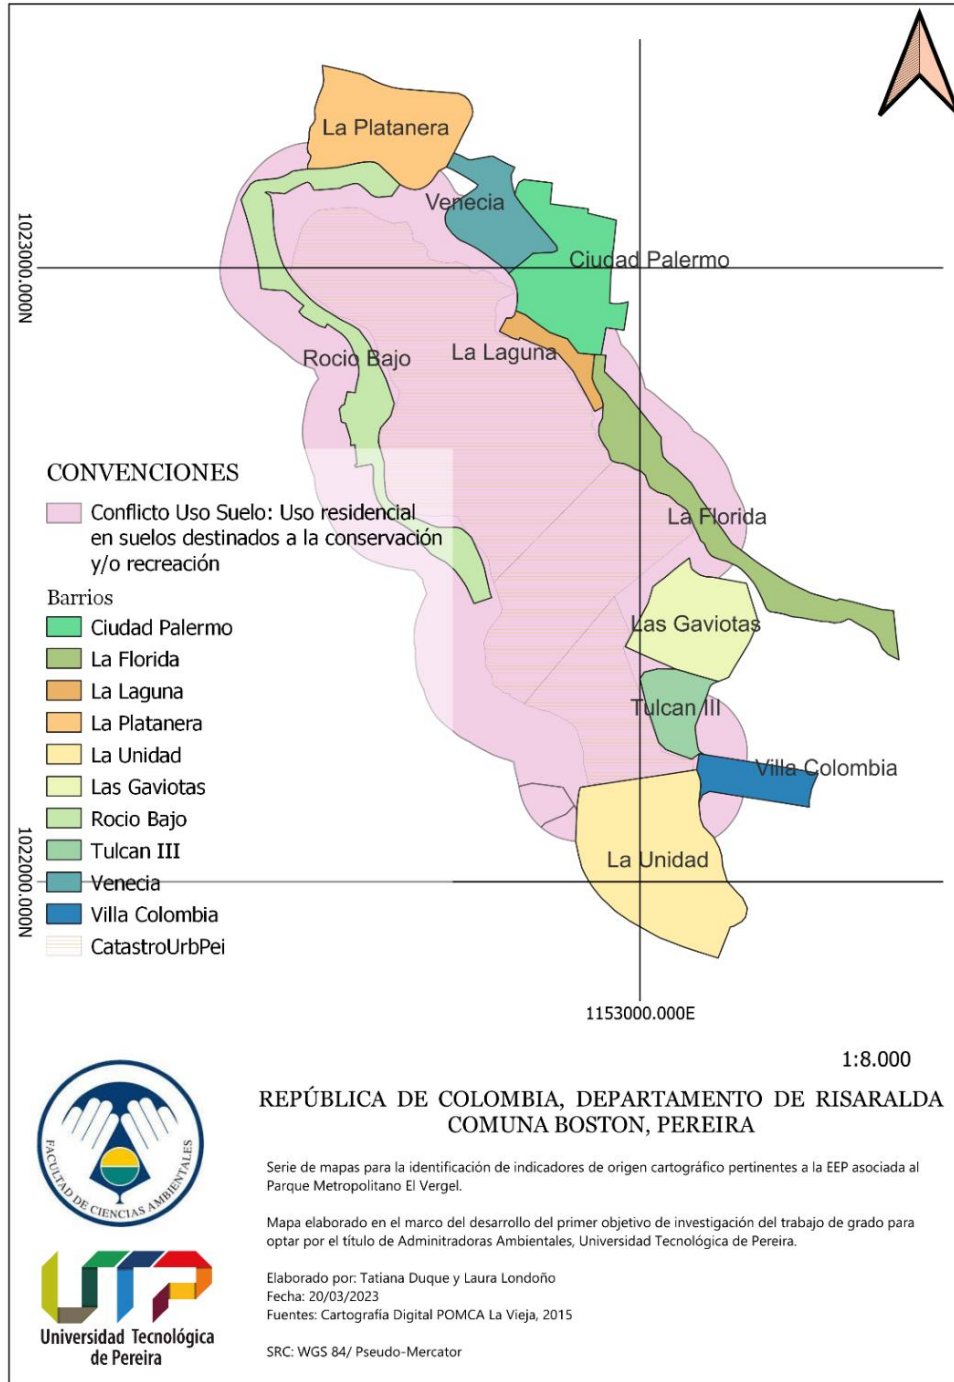 La Platanera
Venecia
Ciudad Palermo
1023000.000N
La Laguna
Rocio Bajo
La Florida
Las Gaviotas
Tulcan III
Villa Colombia
La Unidad
1022000.000N
1153000.000E
CONVENCIONES
Conflicto Uso Suelo: Uso residencial
en suelos destinados a la conservación
y/o recreación
Barrios
Ciudad Palermo
La Florida
La Laguna
La Platanera
La Unidad
Las Gaviotas
Rocio Bajo
Tulcan III
Venecia
Villa Colombia
CatastroUrbPei
1:8.000
FACULTAD DE CIENCIAS AMBIENTALES
UTP
Universidad Tecnológica
de Pereira
REPÚBLICA DE COLOMBIA, DEPARTAMENTO DE RISARALDA
COMUNA BOSTON, PEREIRA
Serie de mapas para la identificación de indicadores de origen cartográfico pertinentes a la EEP asociada al
Parque Metropolitano El Vergel.
Mapa elaborado en el marco del desarrollo del primer objetivo de investigación del trabajo de grado para
optar por el título de Adminitradoras Ambientales, Universidad Tecnológica de Pereira.
Elaborado por: Tatiana Duque y Laura Londoño
Fecha: 20/03/2023
Fuentes: Cartografía Digital POMCA La Vieja, 2015
SRC: WGS 84/ Pseudo-Mercator